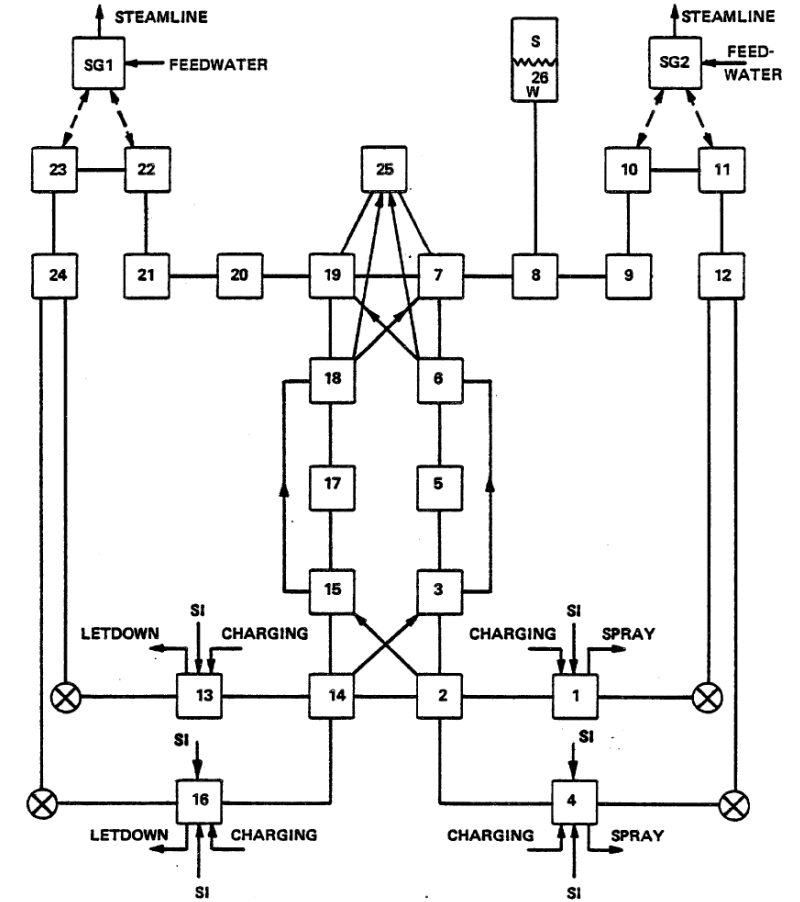 STEAMLINE
STEAMLINE
SG1
FEEDWATER
S
26
W
SG2
FEED-
WATER
23
22
25
10
11
24
21
20
19
7
8
9
12
18
6
17
5
15
3
SI
LETDOWN
CHARGING
SI
CHARGING
SPRAY
13
14
2
1
SI
SI
16
4
LETDOWN
CHARGING
CHARGING
SPRAY
SI
SI